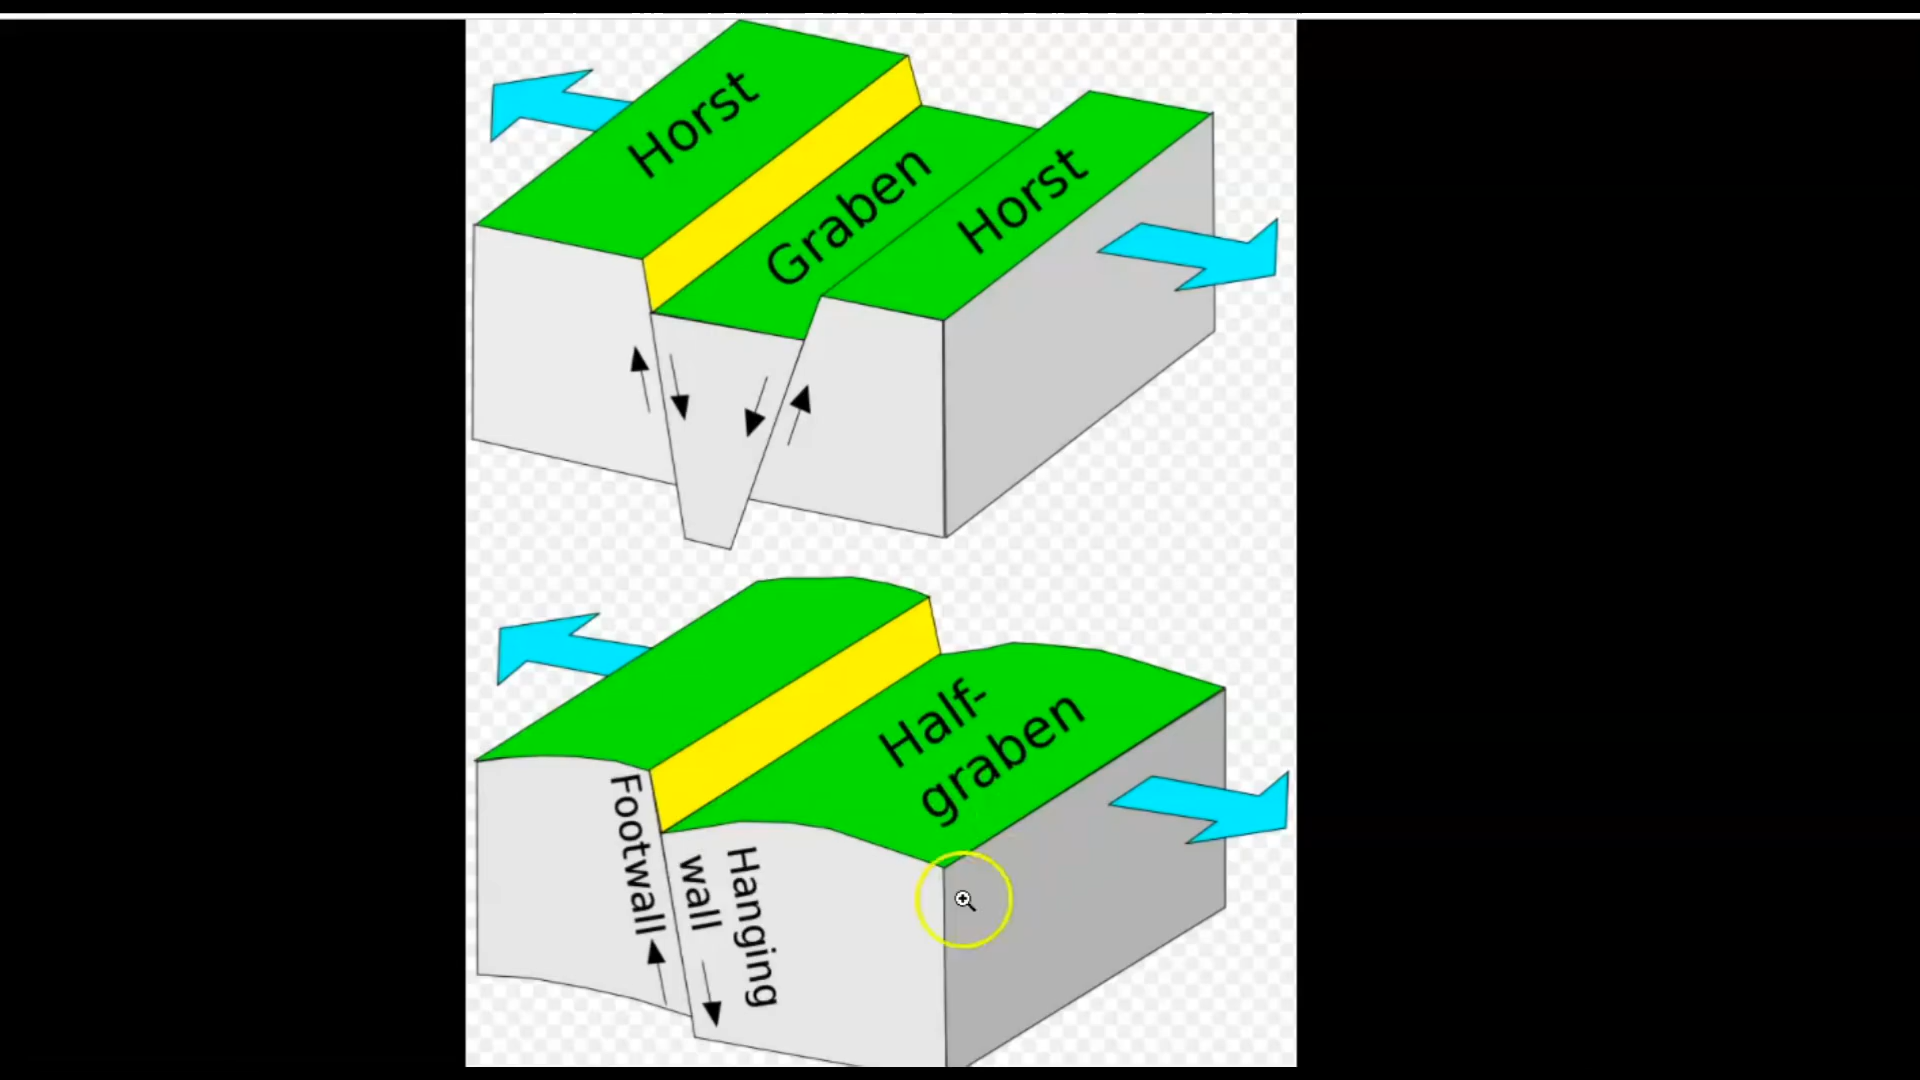 Horst
Graben
Horst
Half-
graben
Footwall
Hanging
wall